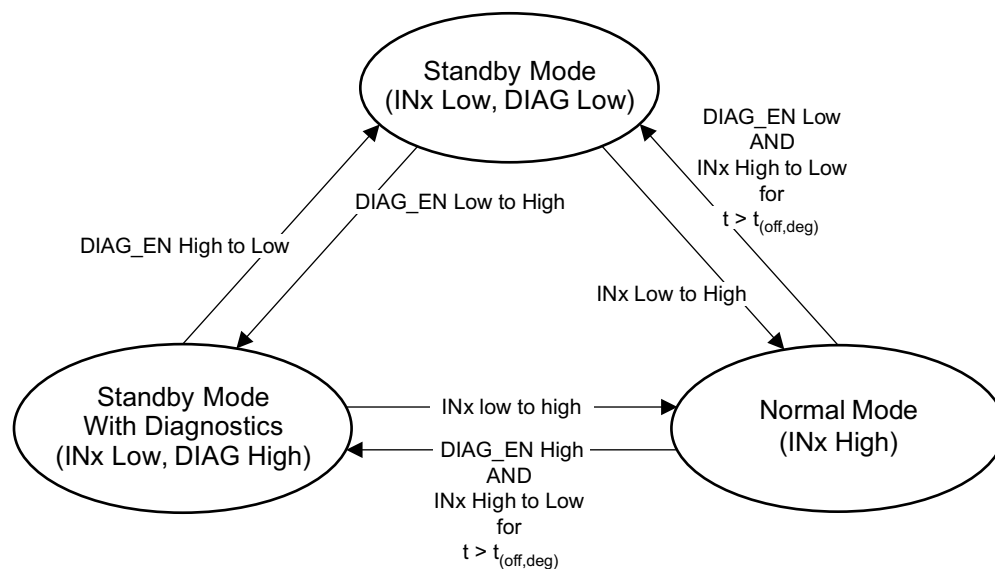 Standby Mode
(INx Low, DIAG Low)
DIAG_EN Low
AND
INx High to Low
for
t > t(off,deg)
DIAG_EN Low to High
DIAG_EN High to Low
INx Low to High
Standby Mode
With Diagnostics
(INx Low, DIAG High)
INx low to high
DIAG_EN High
AND
INx High to Low
for
t > t(off,deg)
Normal Mode
(INx High)